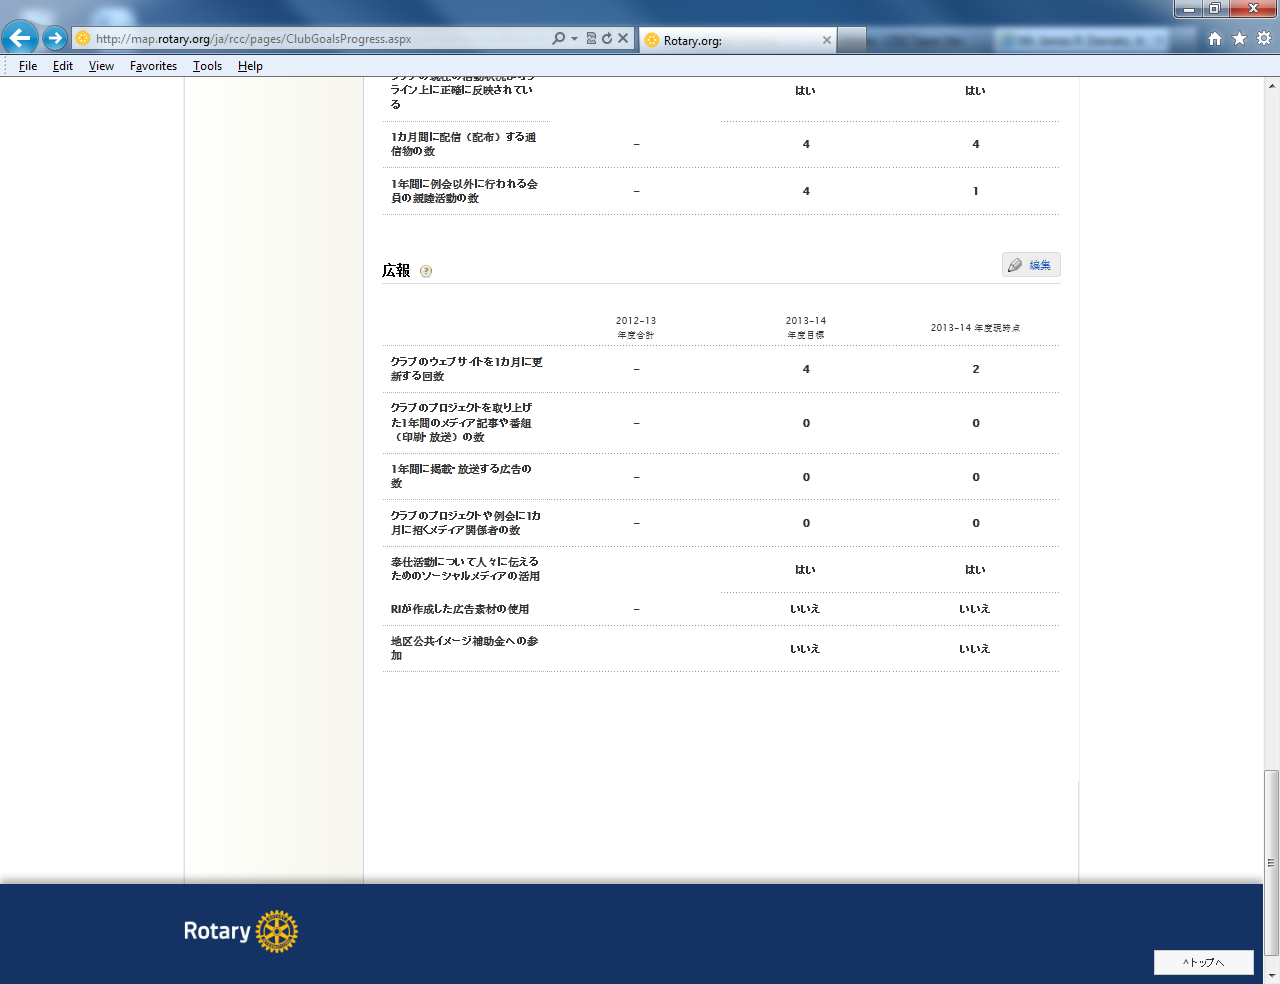 http://map.rotary.org/ja/rcc/pages/ClubGoalsProgress.aspx
Rotary.org:
File Edit View Favorites Tools Help
ライン上に正確に反映されてい
る
はい はい
1カ月間に配信（配布）する通
信物の数
– 4 4
1年間に例会以外に行われる会
員の親睦活動の数
– 4 1
広報 ?
編集
2012-13
年度合計
2013-14
年度目標
2013-14 年度現時点
クラブのウェブサイトを1カ月に更
新する回数
– 4 2
クラブのプロジェクトを取り上げ
た1年間のメディア記事や番組
（印刷・放送）の数
– 0 0
1年間に掲載・放送する広告の
数
– 0 0
クラブのプロジェクトや例会に1カ
月に招くメディア関係者の数
– 0 0
奉仕活動について人々に伝える
ためのソーシャルメディアの活用
はい はい
RIが作成した広告素材の使用
– いいえ いいえ
地区公共イメージ補助金への参
加
いいえ いいえ
Rotary
^トップへ